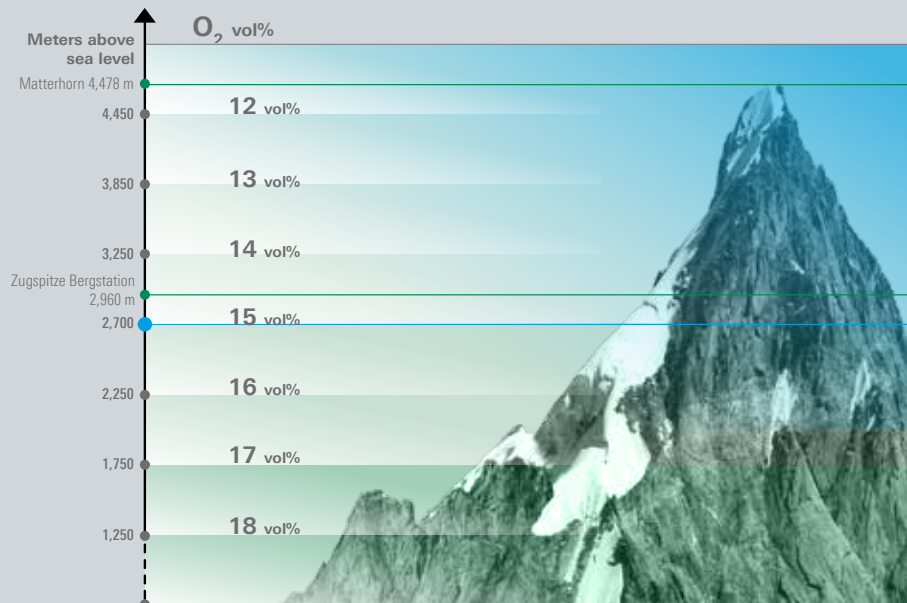 O2 vol%
Meters above
sea level
Matterhorn 4,478 m
12 vol%
4,450
13 vol%
3,850
14 vol%
3,250
Zugspitze Bergstation
2,960 m
15 vol%
2,700
16 vol%
2,250
17 vol%
1,750
18 vol%
1,250